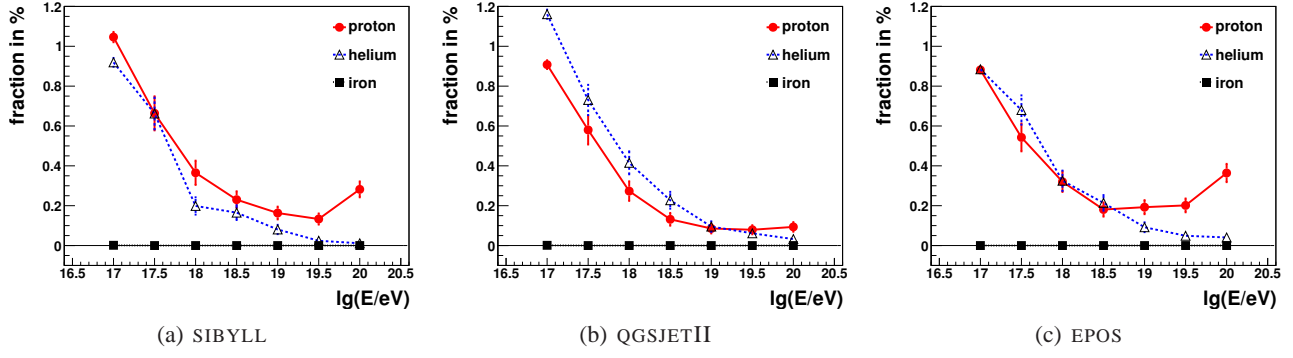 fraction in %
1.2
1
0.8
0.6
0.4
0.2
0
proton
helium
iron
16.5 17 17.5 18 18.5 19 19.5 20 20.5
lg(E/eV)
(a) SIBYLL
fraction in %
1.2
1
0.8
0.6
0.4
0.2
0
proton
helium
iron
16.5 17 17.5 18 18.5 19 19.5 20 20.5
lg(E/eV)
(b) QGSJETII
fraction in %
1.2
1
0.8
0.6
0.4
0.2
0
proton
helium
iron
16.5 17 17.5 18 18.5 19 19.5 20 20.5
lg(E/eV)
(c) EPOS